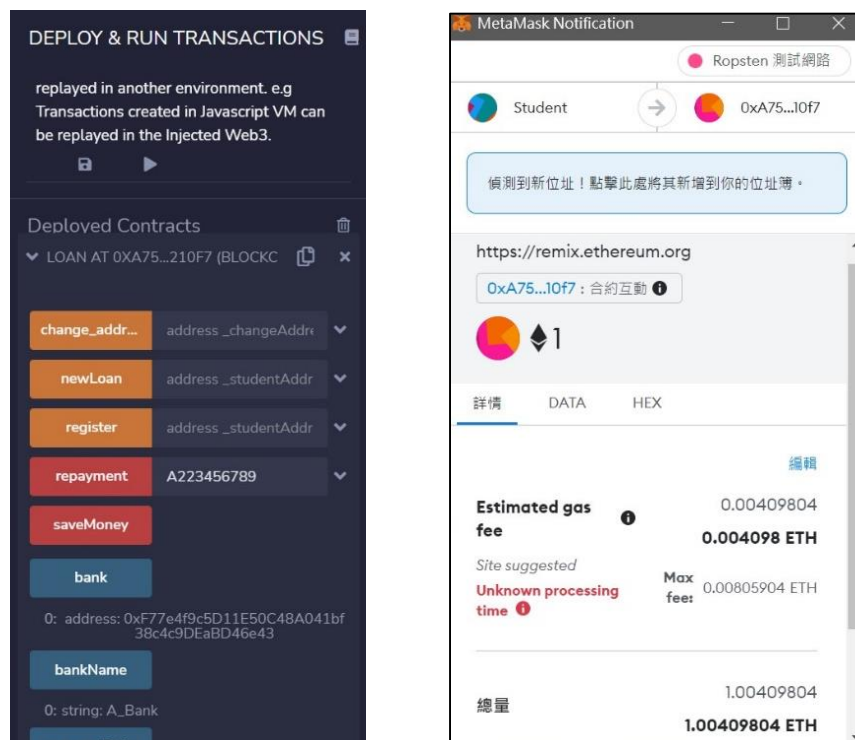 DEPLOY & RUN TRANSACTIONS
replayed in another environment. e.g
Transactions created in Javascript VM can
be replayed in the Injected Web3.
Deployed Contracts
LOAN AT 0XA75...210F7 (BLOCKC
change_addr...
address _changeAddre
newLoan
address _studentAddr
register
address _studentAddr
repayment
A223456789
saveMoney
bank
0: address: 0xF77e4f9c5D11E50C48A041bf
38c4c9DEaBD46e43
bankName
0: string: A_Bank
MetaMask Notification
Ropsten 測試網路
Student
0xA75...10f7
偵測到新位址！點擊此處將其新增到你的位址簿。
https://remix.ethereum.org
0xA75...10f7 : 合約互動
1
詳情 DATA HEX
編輯
Estimated gas
fee
0.00409804
0.004098 ETH
Site suggested
Unknown processing
time
Max
fee:
0.00805904 ETH
總量
1.00409804
1.00409804 ETH